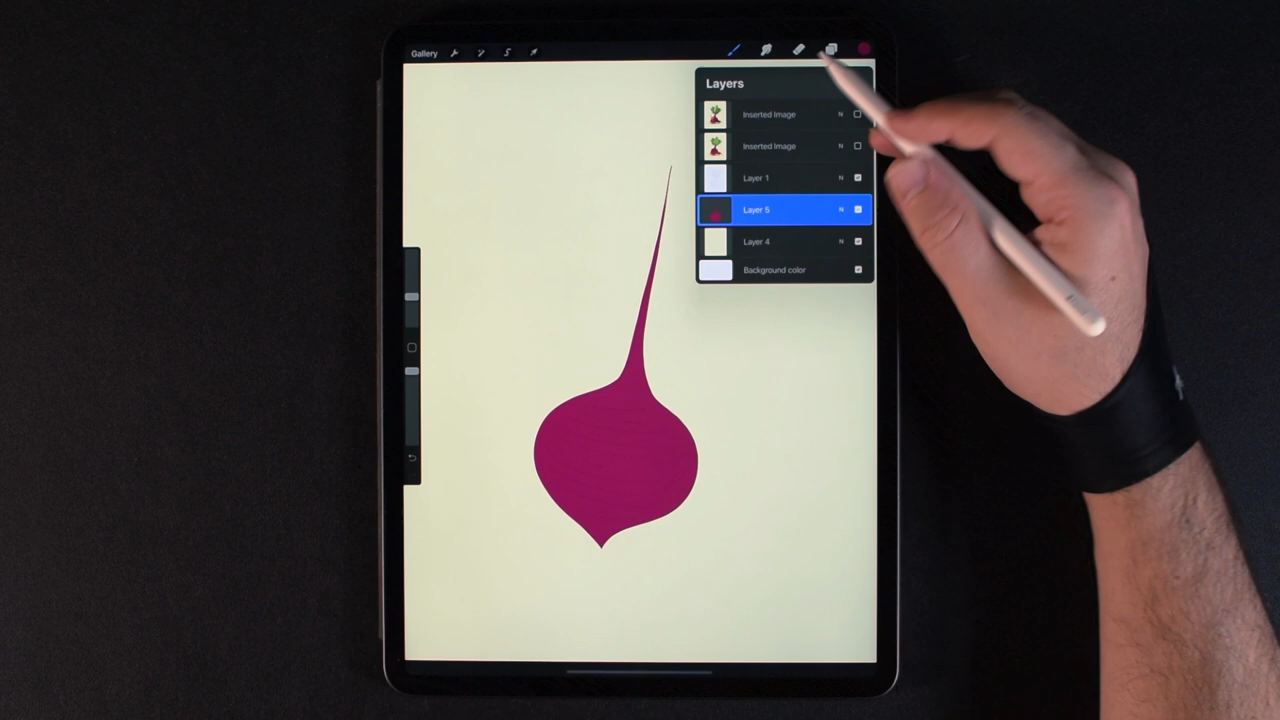 Gallery
Layers
Inserted Image N
Inserted Image N
Layer 1 N
Layer 5 N
Layer 4 N
Background color